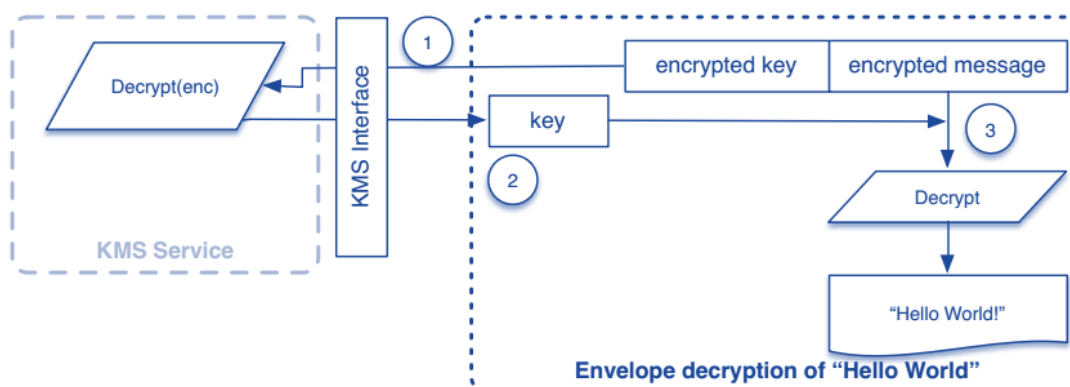 1
encrypted key
encrypted message
Decrypt(enc)
KMS Interface
key
3
2
Decrypt
KMS Service
“Hello World!”
Envelope decryption of “Hello World”